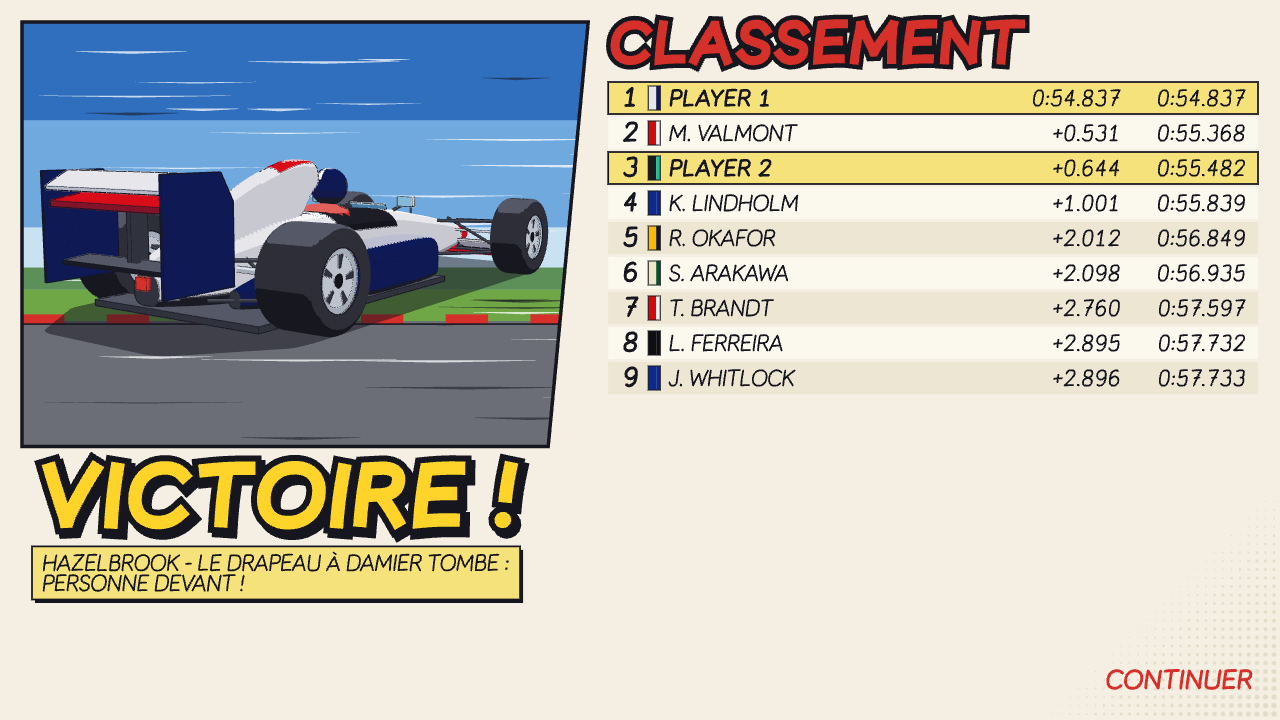 CLASSEMENT
1 PLAYER 1 0:54.837 0:54.837
2 M. VALMONT +0.531 0:55.368
3 PLAYER 2 +0.644 0:55.482
4 K. LINDHOLM +1.001 0:55.839
5 R. OKAFOR +2.012 0:56.849
6 S. ARAKAWA +2.098 0:56.935
7 T. BRANDT +2.760 0:57.597
8 L. FERREIRA +2.895 0:57.732
9 J. WHITLOCK +2.896 0:57.733
VICTOIRE !
HAZELBROOK - LE DRAPEAU À DAMIER TOMBE :
PERSONNE DEVANT !
CONTINUER